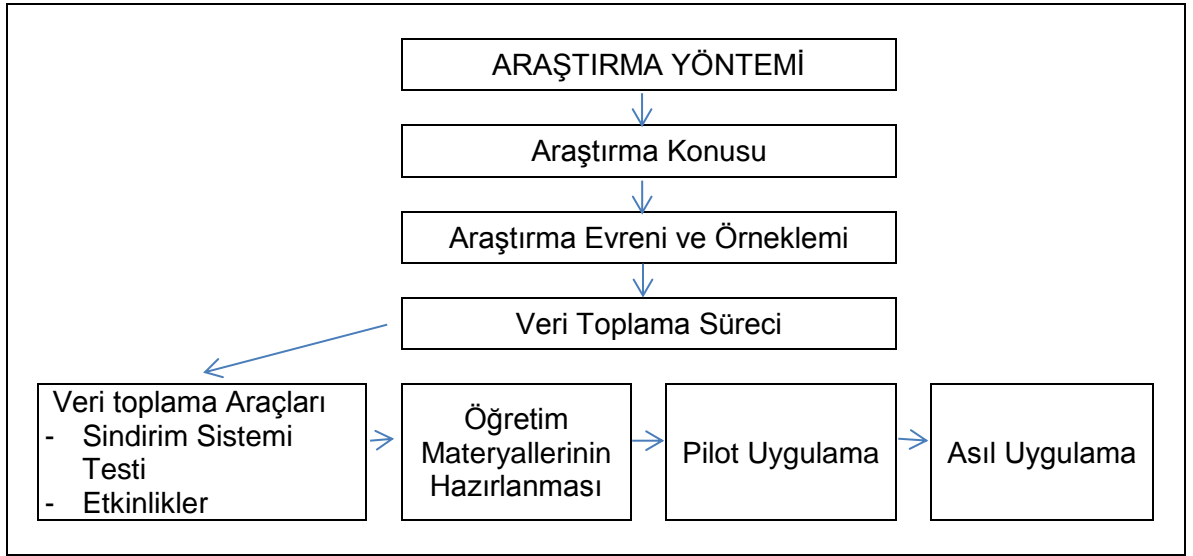 ARAŞTIRMA YÖNTEMİ
Araştırma Konusu
Araştırma Evreni ve Örneklemi
Veri Toplama Süreci
Veri toplama Araçları
- Sindirim Sistemi
Testi
- Etkinlikler
Öğretim
Materyallerinin
Hazırlanması
Pilot Uygulama
Asıl Uygulama